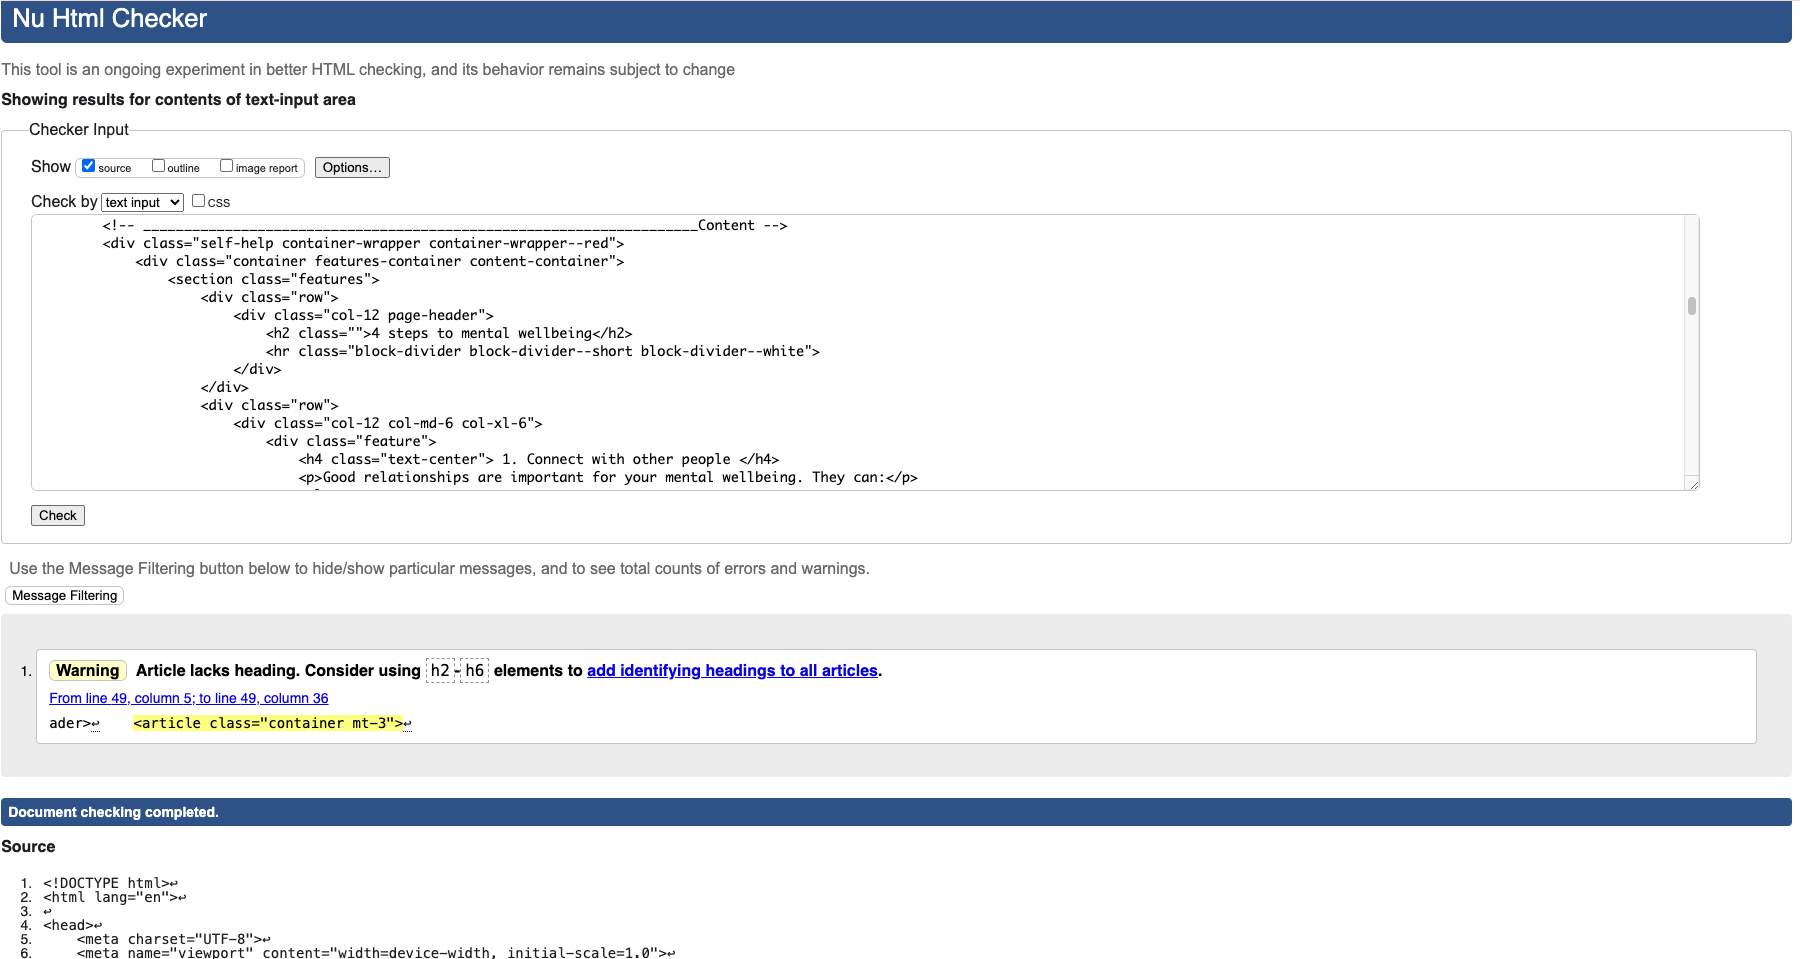 Nu Html Checker
This tool is an ongoing experiment in better HTML checking, and its behavior remains subject to change
Showing results for contents of text-input area
Checker Input
Show source outline image report Options...
Check by text input css
<!-- ____________________________________________________________________Content -->
<div class="self-help container-wrapper container-wrapper--red">
<div class="container features-container content-container">
<section class="features">
<div class="row">
<div class="col-12 page-header">
<h2 class="">4 steps to mental wellbeing</h2>
<hr class="block-divider block-divider--short block-divider--white">
</div>
</div>
<div class="row">
<div class="col-12 col-md-6 col-xl-6">
<div class="feature">
<h4 class="text-center"> 1. Connect with other people </h4>
<p>Good relationships are important for your mental wellbeing. They can:</p>
Check
Use the Message Filtering button below to hide/show particular messages, and to see total counts of errors and warnings.
Message Filtering
1. Warning Article lacks heading. Consider using h2-h6 elements to add identifying headings to all articles.
From line 49, column 5; to line 49, column 36
ader>↩ <article class="container mt-3">↩
Document checking completed.
Source
1. <!DOCTYPE html>↩
2. <html lang="en">↩
3. ↩
4. <head>↩
5. <meta charset="UTF-8">↩
6. <meta name="viewport" content="width=device-width, initial-scale=1.0">↩